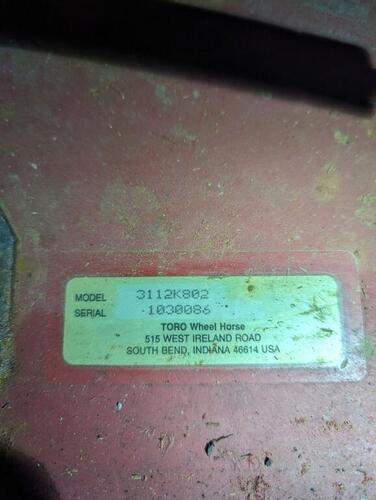 MODEL 3112K802
SERIAL 1030086
TORO Wheel Horse
515 WEST IRELAND ROAD
SOUTH BEND, INDIANA 46614 USA